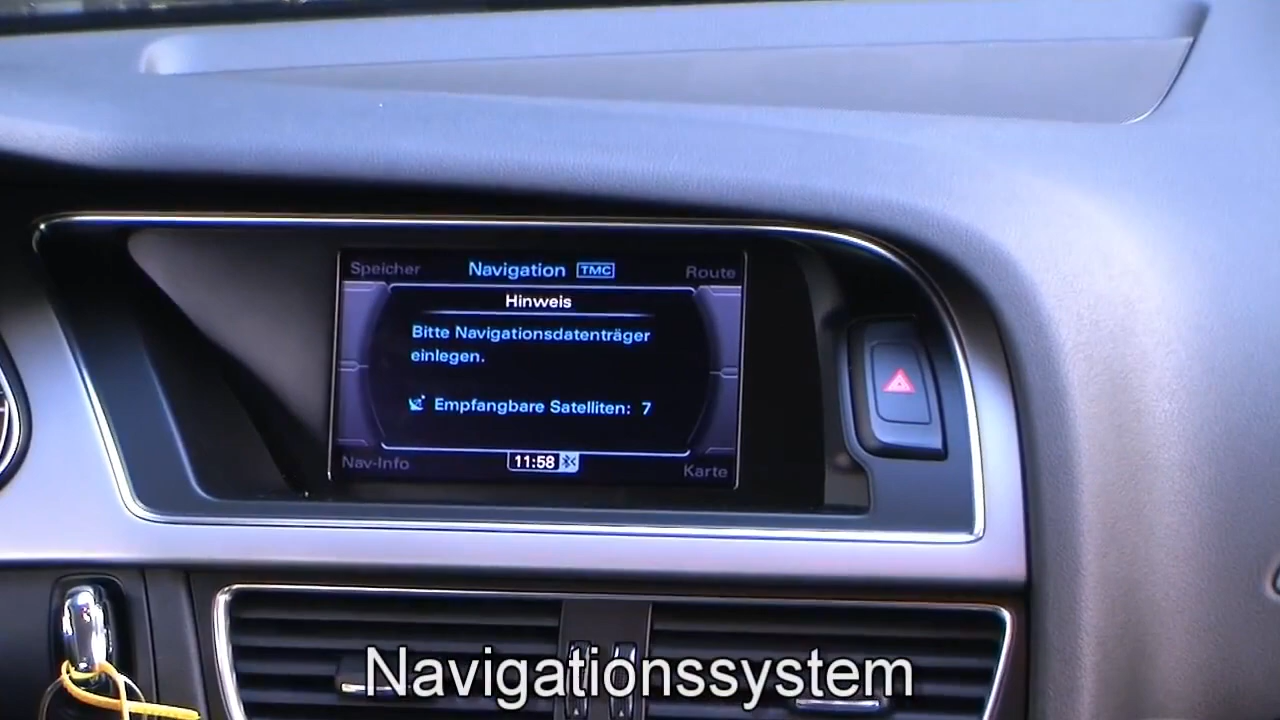 Speicher Navigation TMC Route
Hinweis
Bitte Navigationsdatenträger
einlegen.
Empfangbare Satelliten: 7
Nav-Info 11:58 Karte
Navigationssystem